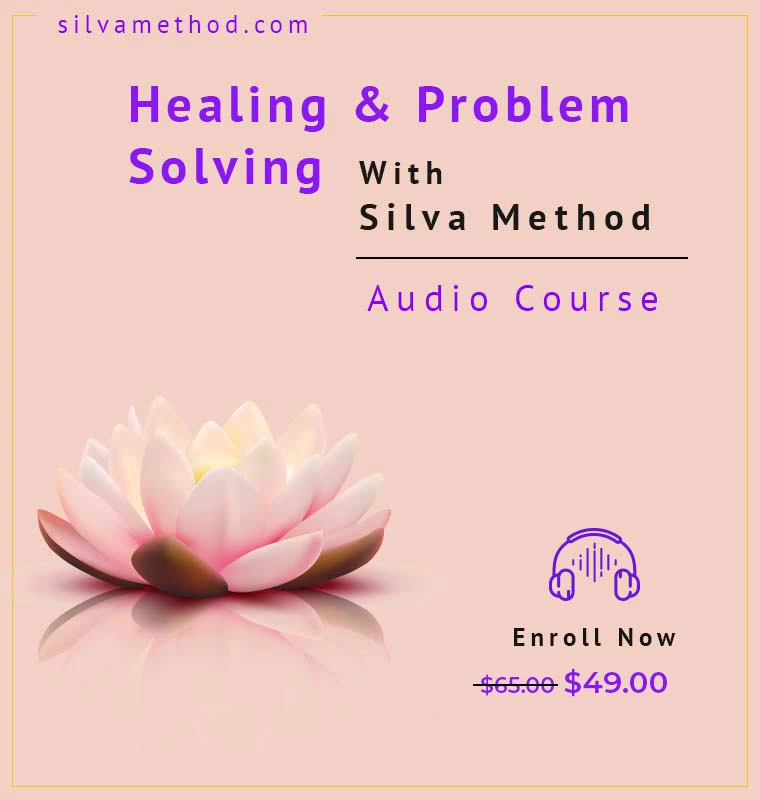 silvamethod.com
Healing & Problem
Solving With
Silva Method
Audio Course
Enroll Now
$65.00 $49.00